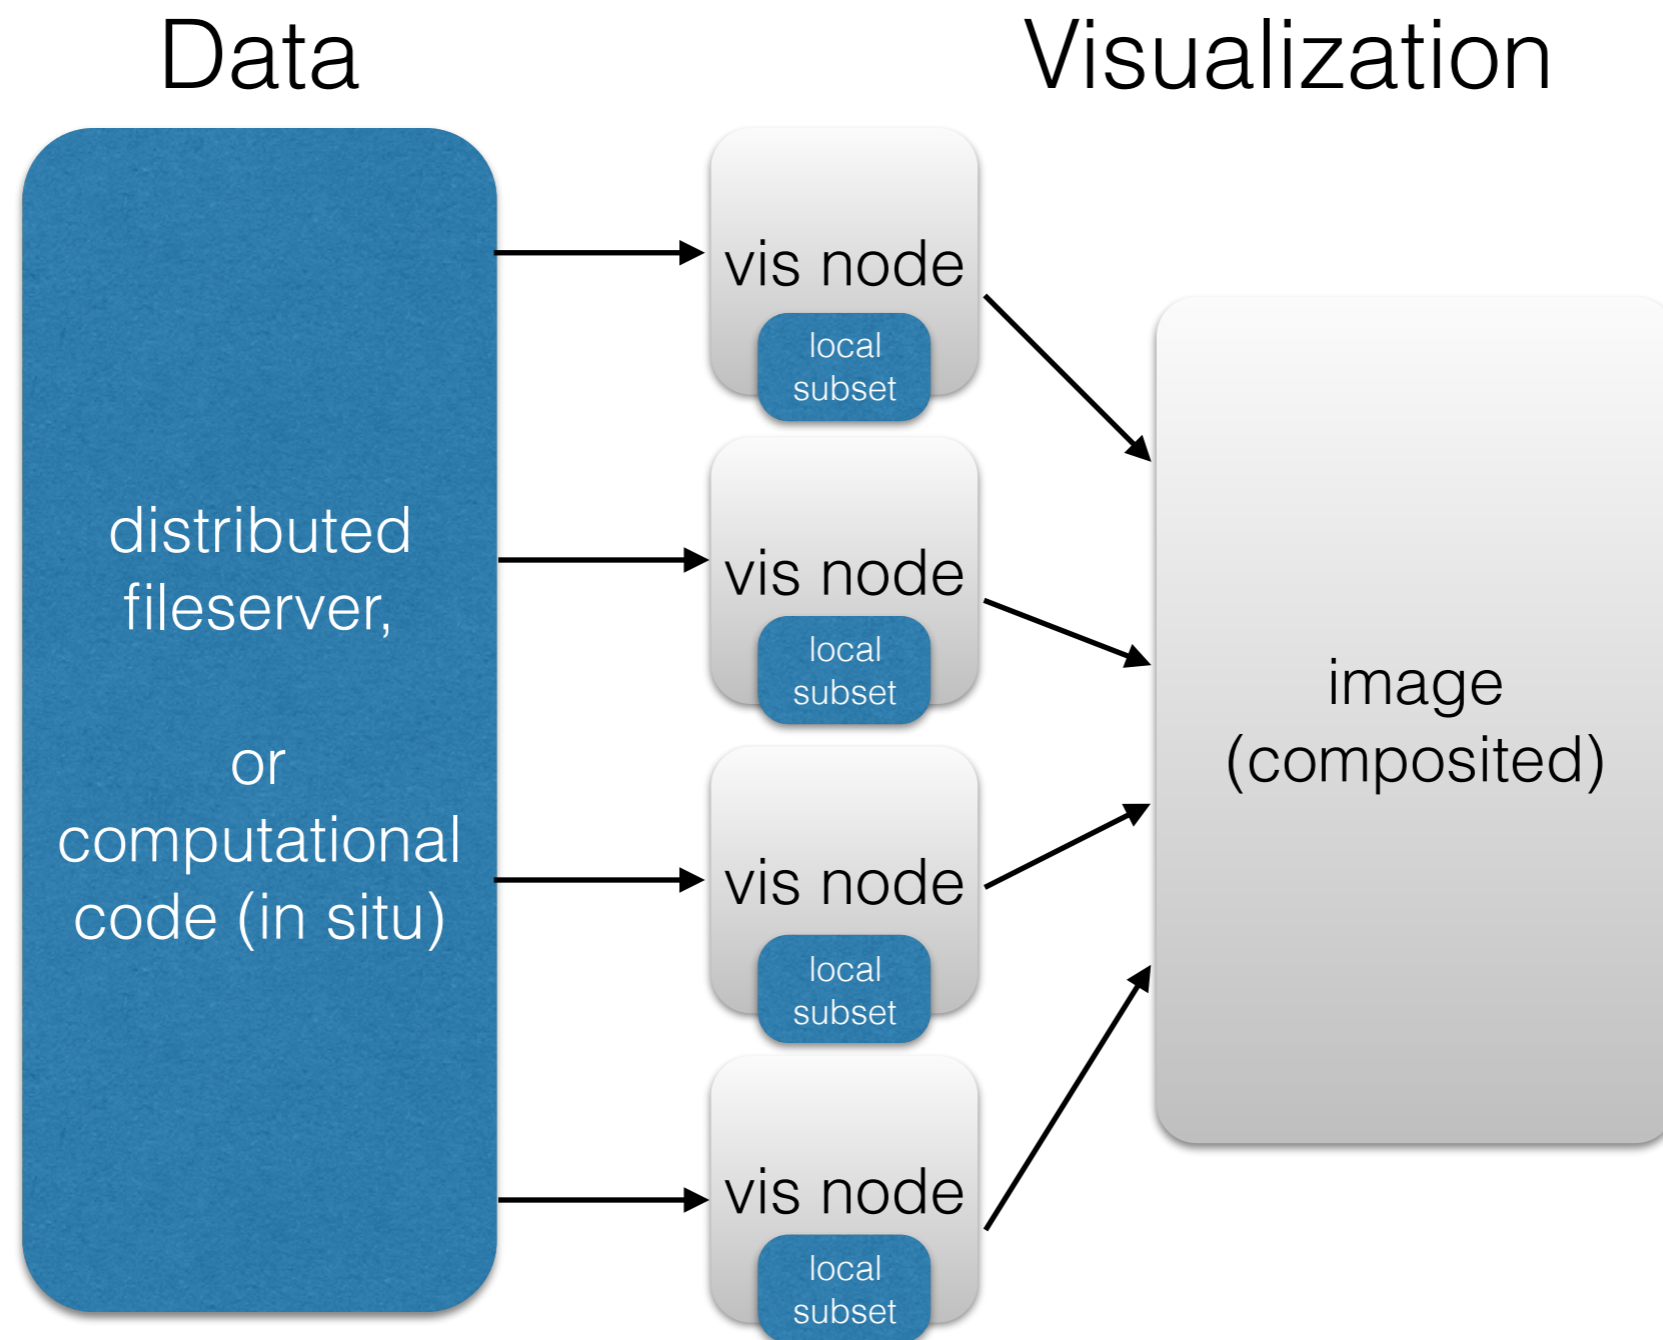 Data
Visualization
distributed
fileserver,
or
computational
code (in situ)
vis node
local
subset
vis node
local
subset
vis node
local
subset
vis node
local
subset
image
(composited)